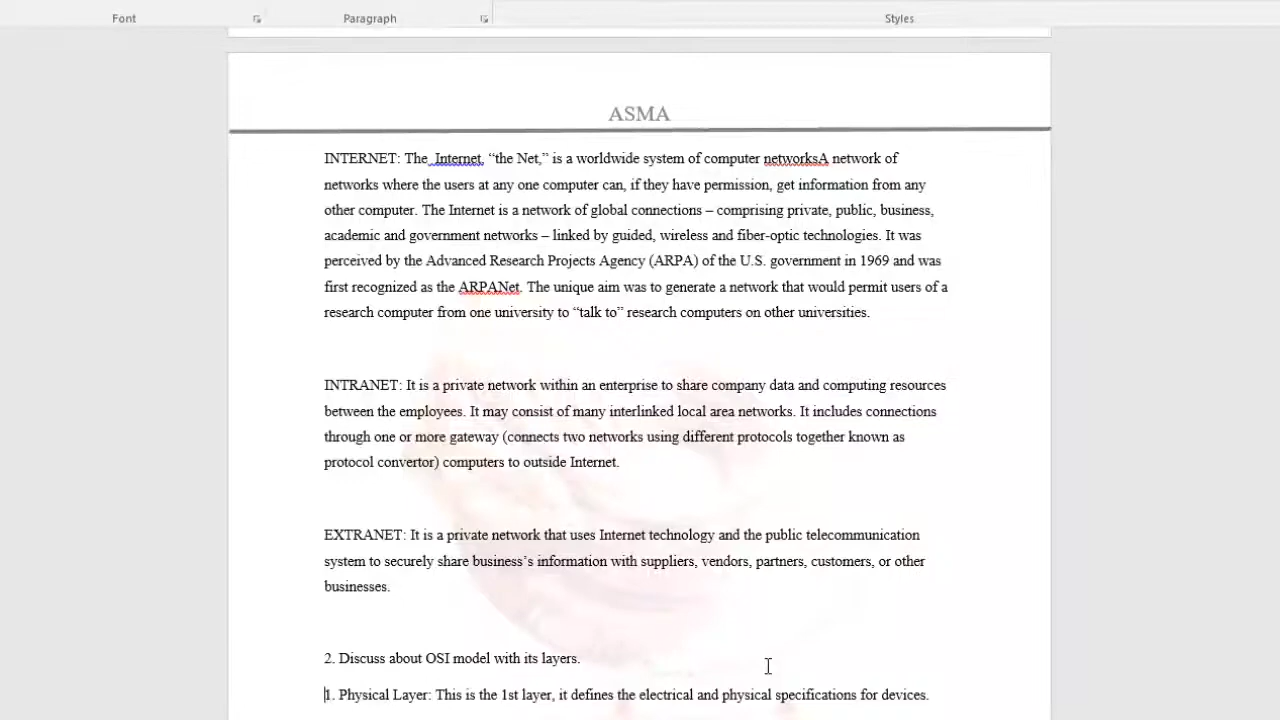 Font
Paragraph
Styles
ASMA
INTERNET: The Internet, “the Net,” is a worldwide system of computer networksA network of
networks where the users at any one computer can, if they have permission, get information from any
other computer. The Internet is a network of global connections – comprising private, public, business,
academic and government networks – linked by guided, wireless and fiber-optic technologies. It was
perceived by the Advanced Research Projects Agency (ARPA) of the U.S. government in 1969 and was
first recognized as the ARPANet. The unique aim was to generate a network that would permit users of a
research computer from one university to “talk to” research computers on other universities.
INTRANET: It is a private network within an enterprise to share company data and computing resources
between the employees. It may consist of many interlinked local area networks. It includes connections
through one or more gateway (connects two networks using different protocols together known as
protocol convertor) computers to outside Internet.
EXTRANET: It is a private network that uses Internet technology and the public telecommunication
system to securely share business’s information with suppliers, vendors, partners, customers, or other
businesses.
2. Discuss about OSI model with its layers.
1. Physical Layer: This is the 1st layer, it defines the electrical and physical specifications for devices.